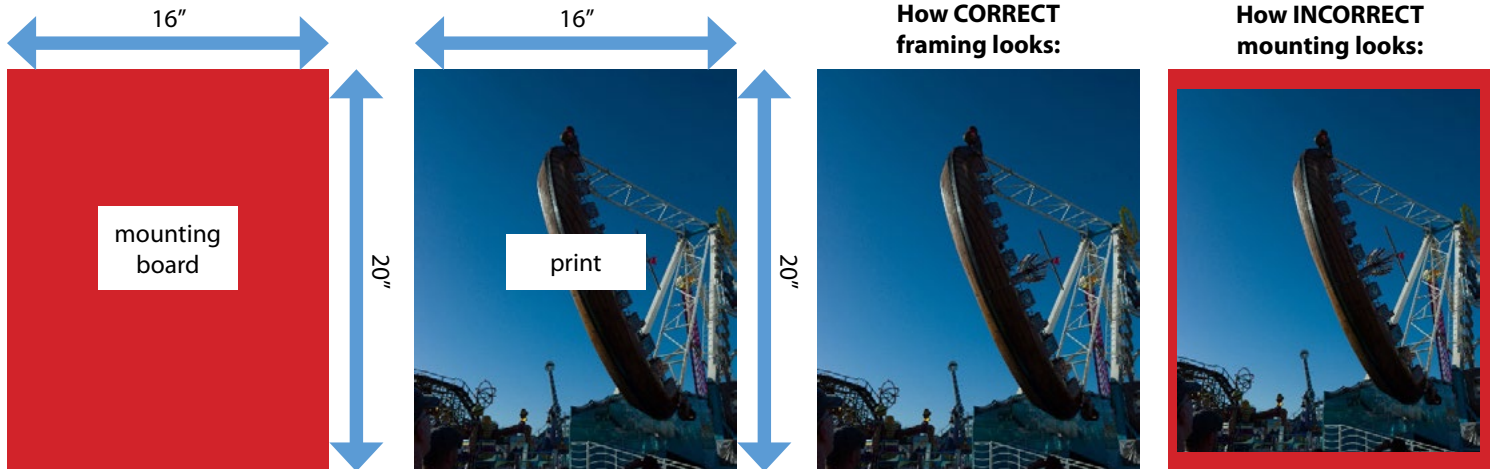 16”
16”
How CORRECT
framing looks:
How INCORRECT
mounting looks:
mounting
board
20”
print
20”